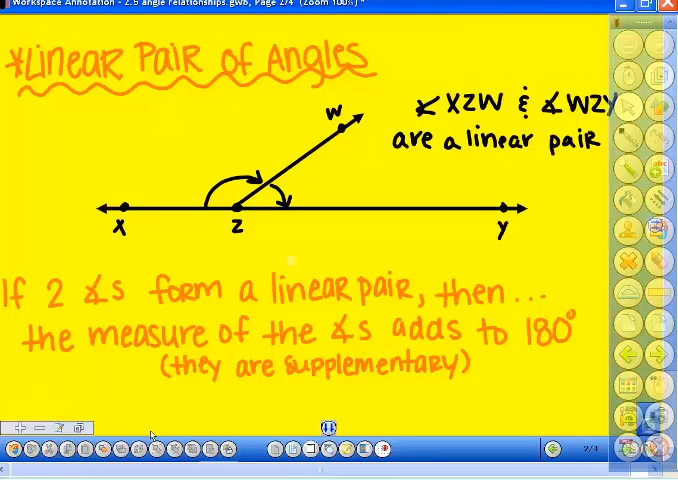 Workspace Annotation - 2.5 angle relationships.gwb, Page 2/4 (Zoom 100%) *
*Linear Pair of Angles
∡XZW & ∡WZY
are a linear pair
W
X
Z
Y
If 2 ∡s form a linear pair, then...
the measure of the ∡s adds to 180°
(they are supplementary)
abc
2/4